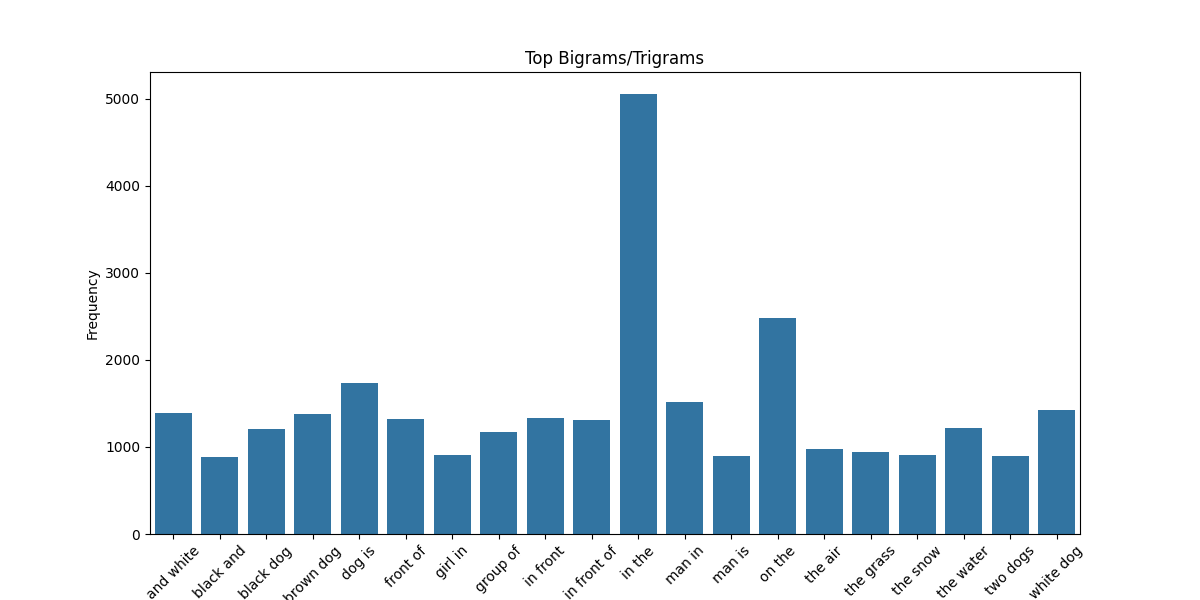 Top Bigrams/Trigrams
Frequency
5000
4000
3000
2000
1000
0
and white
black and
black dog
brown dog
dog is
front of
girl in
group of
in front
in front of
in the
man in
man is
on the
the air
the grass
the snow
the water
two dogs
white dog